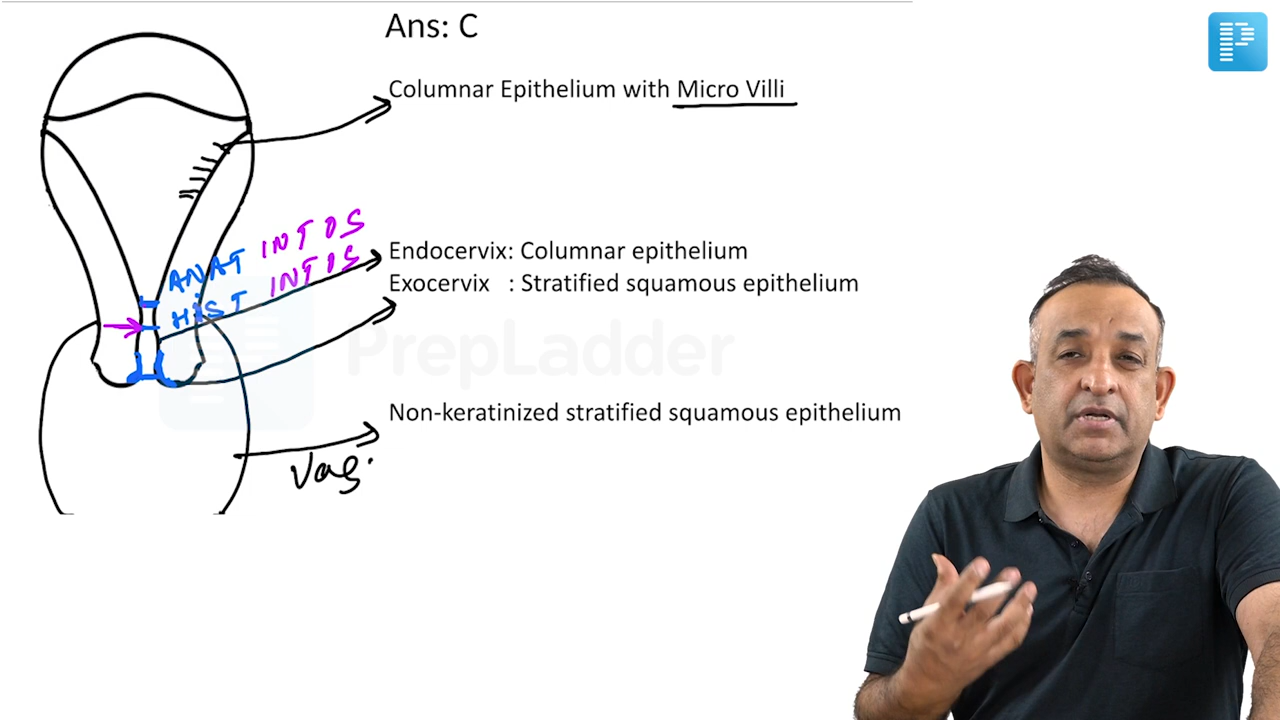 Ans: C
Columnar Epithelium with Micro Villi
ANAT INT OS
HIST INT OS
Endocervix: Columnar epithelium
Exocervix : Stratified squamous epithelium
PrepLadder
Non-keratinized stratified squamous epithelium
Vag.